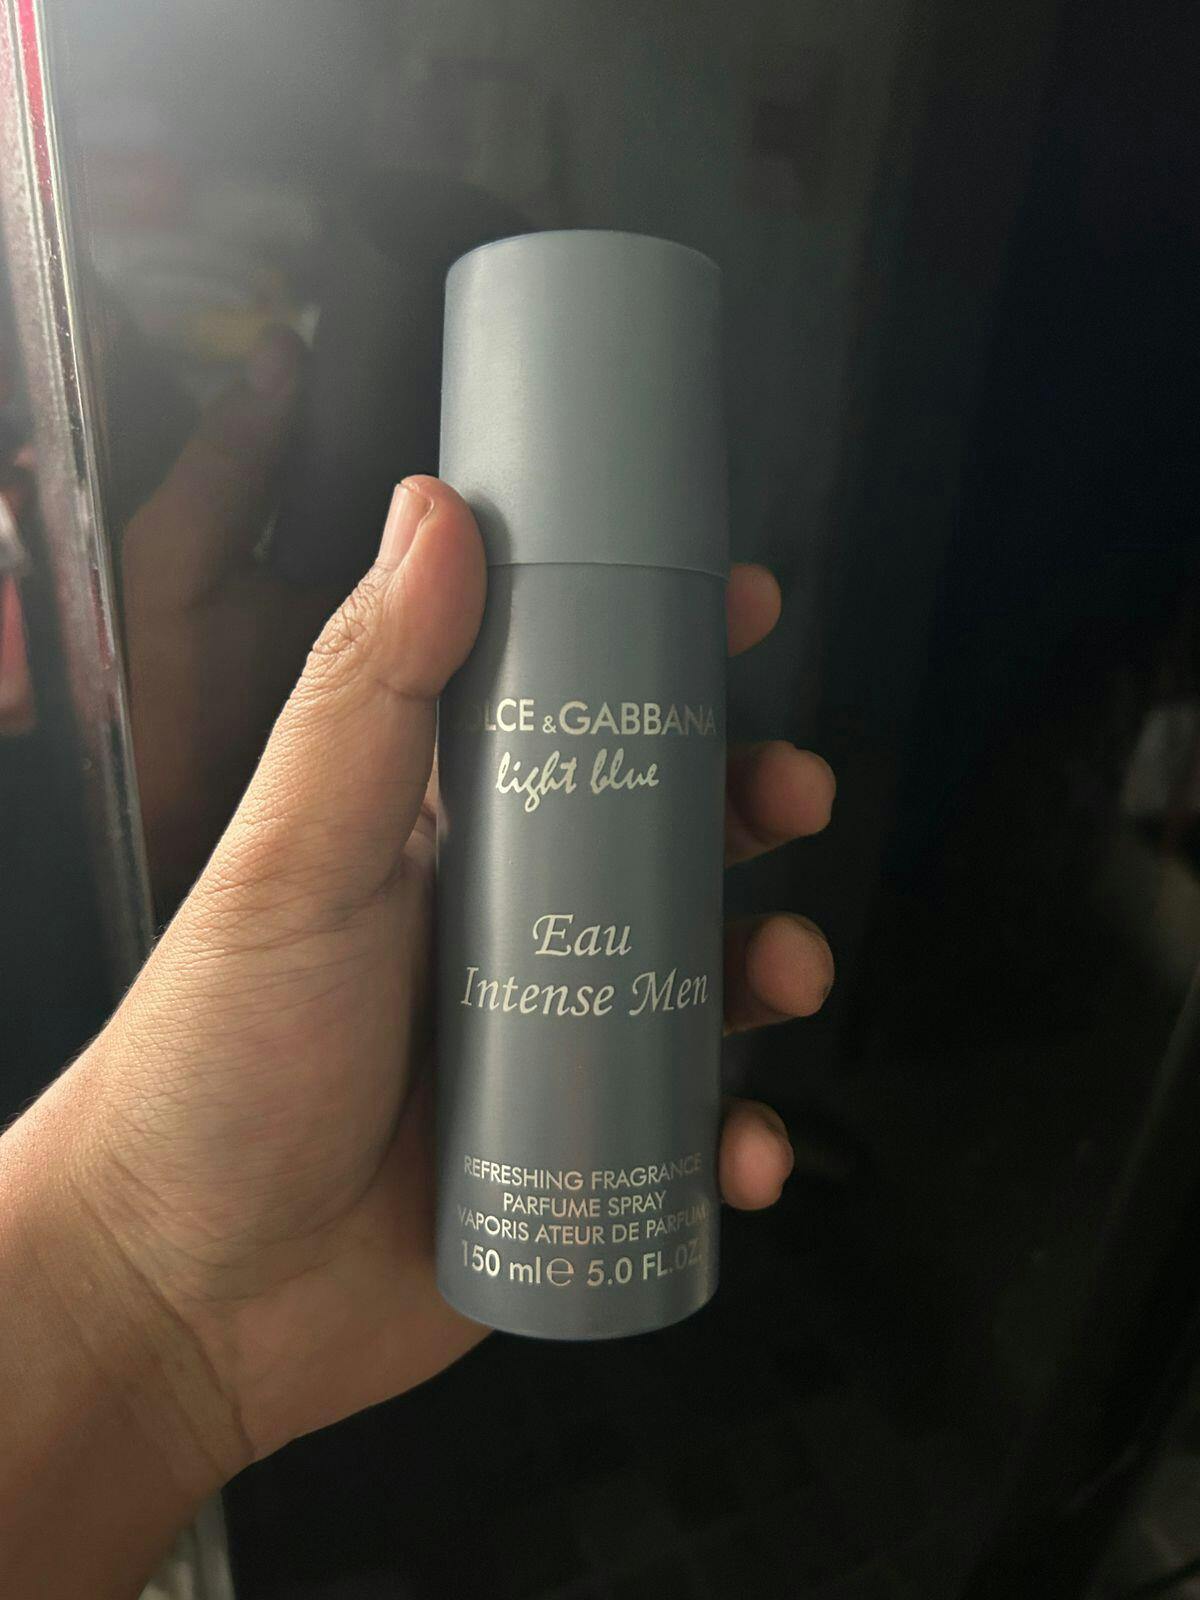 DOLCE & GABBANA
light blue
Eau
Intense Men
REFRESHING FRAGRANCE
PARFUME SPRAY
VAPORIS ATEUR DE PARFUM
150 ml e 5.0 FL.OZ.